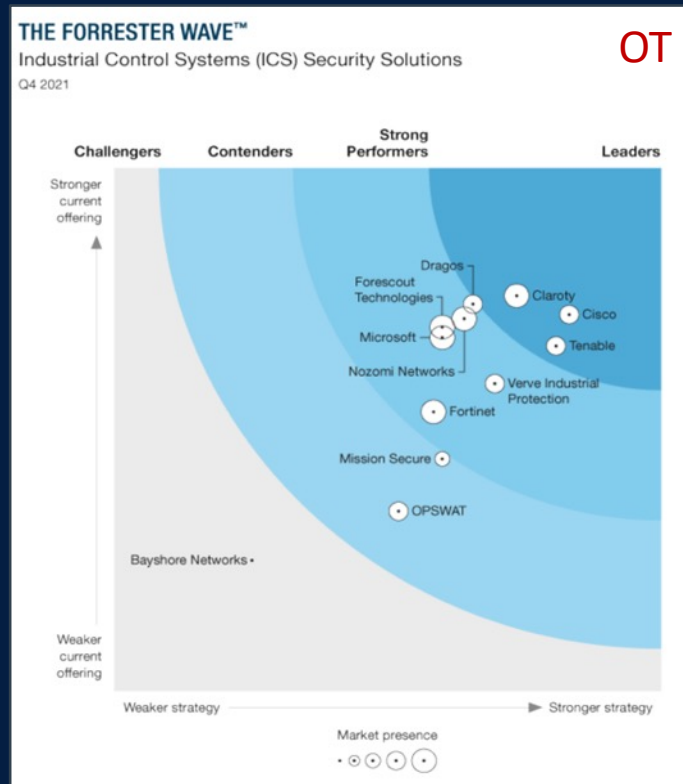 THE FORRESTER WAVE™
OT
Industrial Control Systems (ICS) Security Solutions
Q4 2021
Challengers
Contenders
Strong
Performers
Leaders
Stronger
current
offering
Dragos
Forescout
Technologies
Claroty
Cisco
Microsoft
Tenable
Nozomi Networks
Verve Industrial
Protection
Fortinet
Mission Secure
OPSWAT
Bayshore Networks
Weaker
current
offering
Weaker strategy
Stronger strategy
Market presence